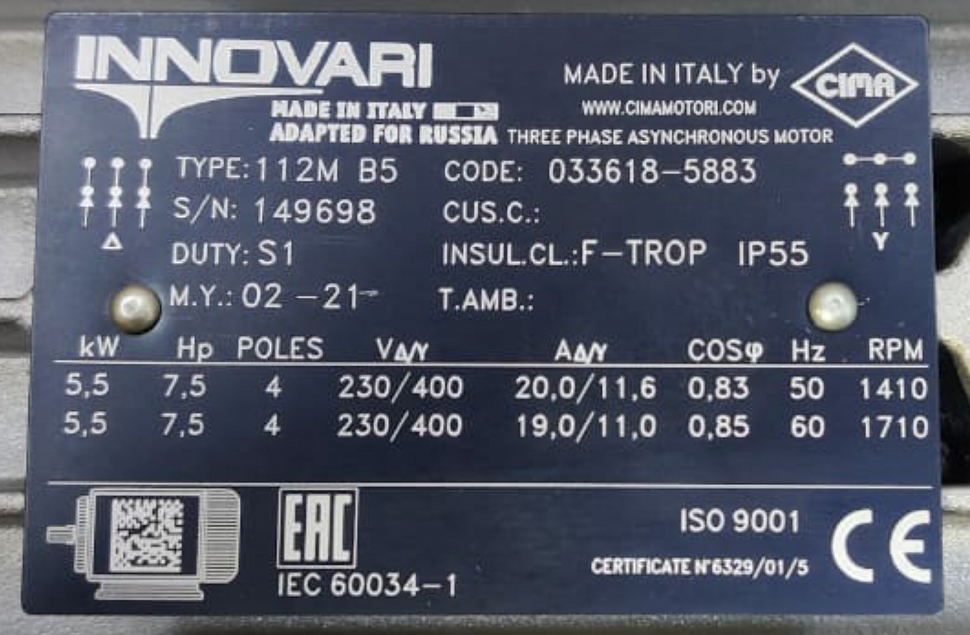 INNOVARI
MADE IN ITALY by CIMA
MADE IN ITALY
WWW.CIMAMOTORI.COM
ADAPTED FOR RUSSIA THREE PHASE ASYNCHRONOUS MOTOR
TYPE: 112M B5 CODE: 033618-5883
S/N: 149698 CUS.C.:
DUTY: S1 INSUL.CL.: F-TROP IP55
Δ Y
M.Y.: 02 -21- T.AMB.:
kW Hp POLES VΔ/Y AΔ/Y COSφ Hz RPM
5,5 7,5 4 230/400 20,0/11,6 0,83 50 1410
5,5 7,5 4 230/400 19,0/11,0 0,85 60 1710
EAC
ISO 9001 CE
CERTIFICATE N°6329/01/5
IEC 60034-1